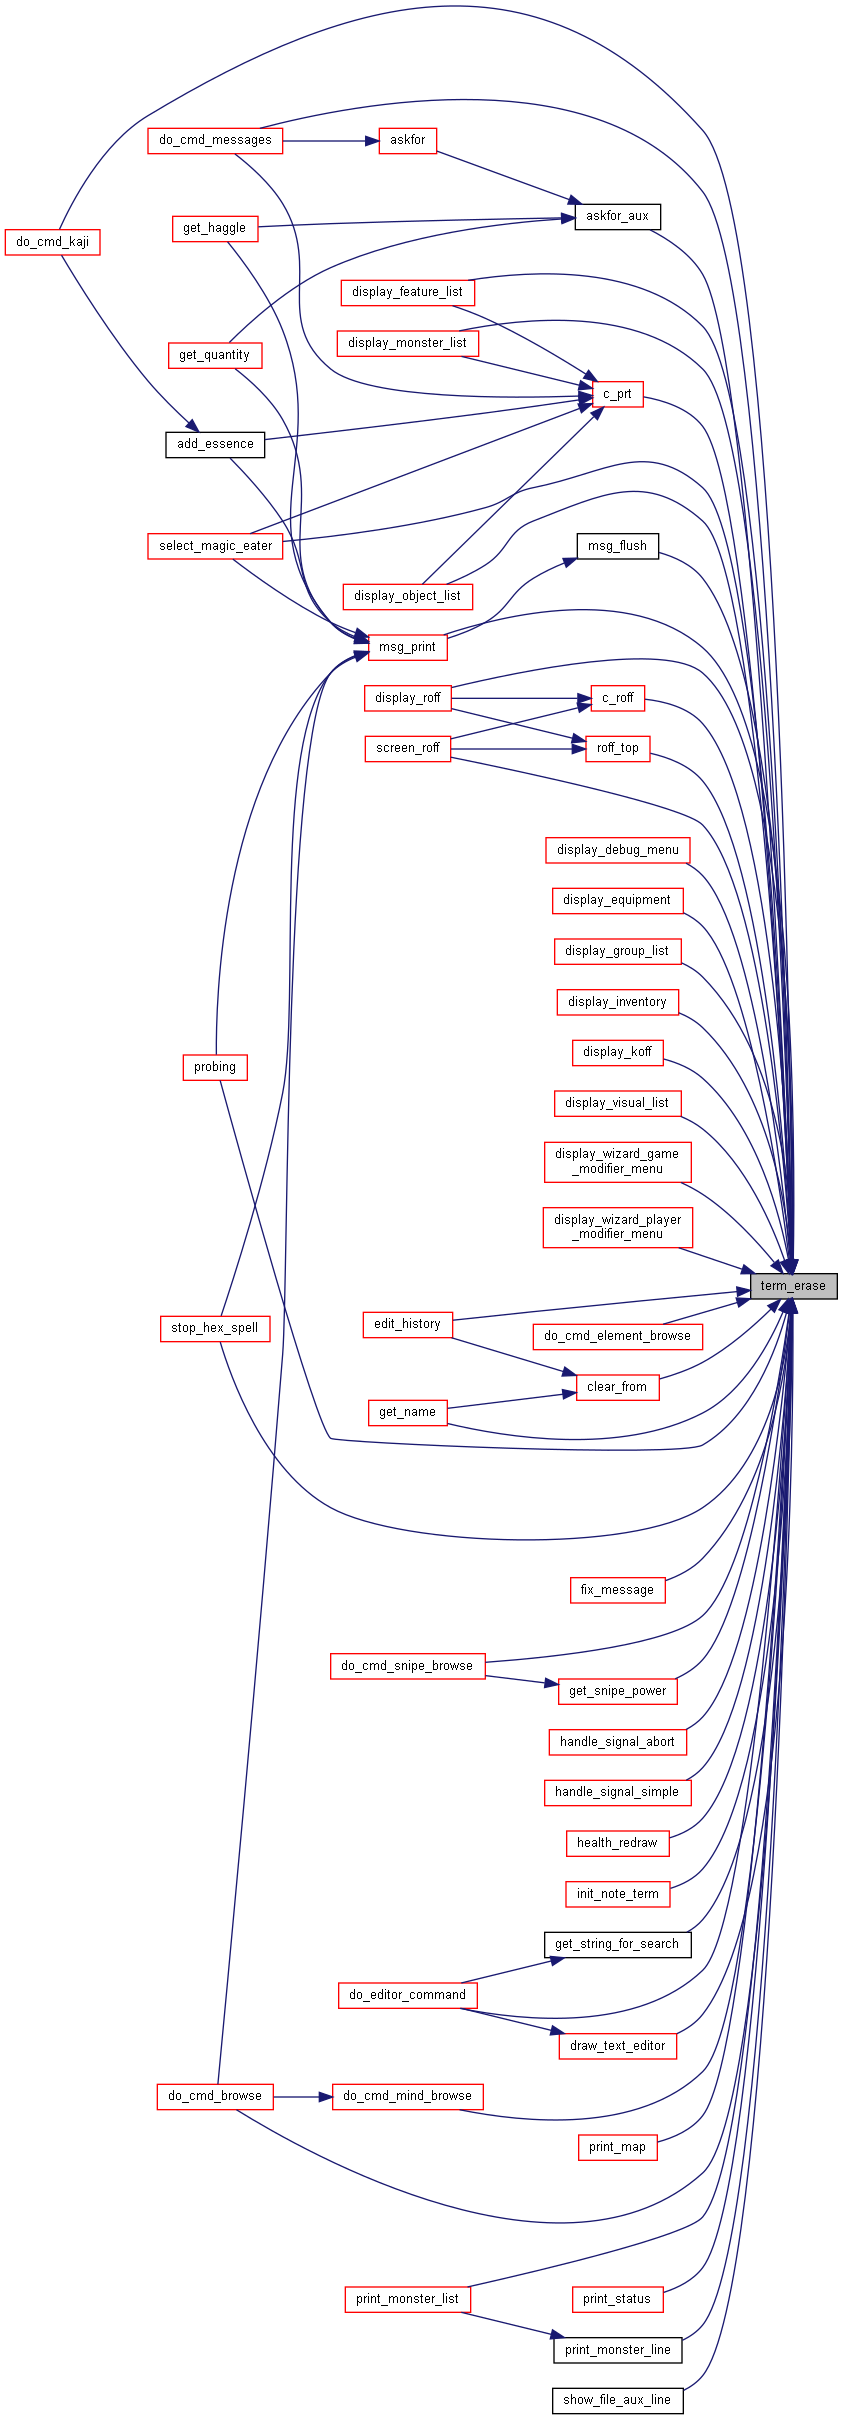 do_cmd_messages
askfor
askfor_aux
get_haggle
do_cmd_kaji
display_feature_list
display_monster_list
get_quantity
c_prt
add_essence
select_magic_eater
msg_flush
display_object_list
msg_print
display_roff
c_roff
screen_roff
roff_top
display_debug_menu
display_equipment
display_group_list
display_inventory
display_koff
probing
display_visual_list
display_wizard_game
_modifier_menu
display_wizard_player
_modifier_menu
term_erase
edit_history
stop_hex_spell
do_cmd_element_browse
clear_from
get_name
fix_message
do_cmd_snipe_browse
get_snipe_power
handle_signal_abort
handle_signal_simple
health_redraw
init_note_term
get_string_for_search
do_editor_command
draw_text_editor
do_cmd_browse
do_cmd_mind_browse
print_map
print_monster_list
print_status
print_monster_line
show_file_aux_line